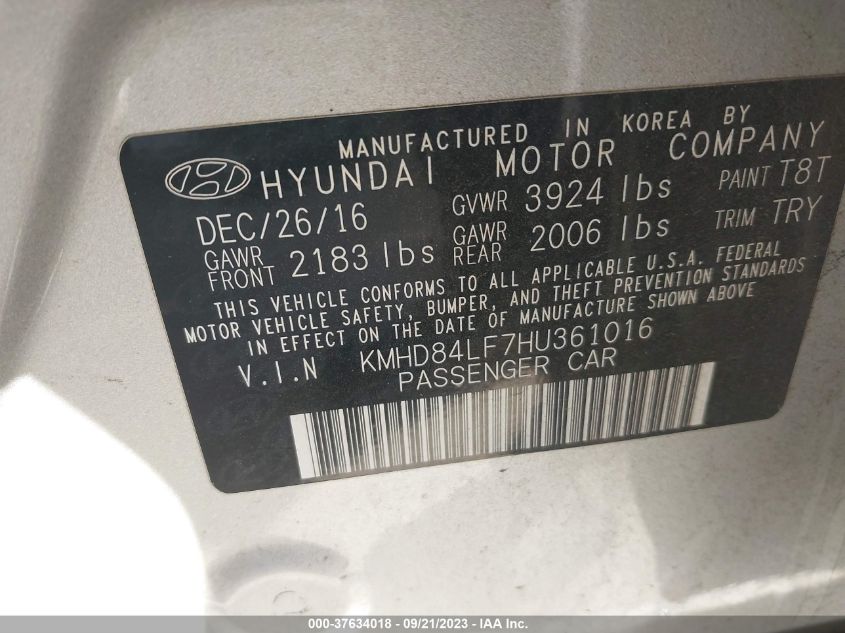 MANUFACTURED IN KOREA BY
HYUNDAI MOTOR COMPANY
DEC/26/16 GVWR 3924 lbs PAINT T8T
GAWR FRONT 2183 lbs GAWR REAR 2006 lbs TRIM TRY
THIS VEHICLE CONFORMS TO ALL APPLICABLE U.S.A. FEDERAL
MOTOR VEHICLE SAFETY, BUMPER, AND THEFT PREVENTION STANDARDS
IN EFFECT ON THE DATE OF MANUFACTURE SHOWN ABOVE
V.I.N KMHD84LF7HU361016
PASSENGER CAR
000-37634018 - 09/21/2023 - IAA Inc.